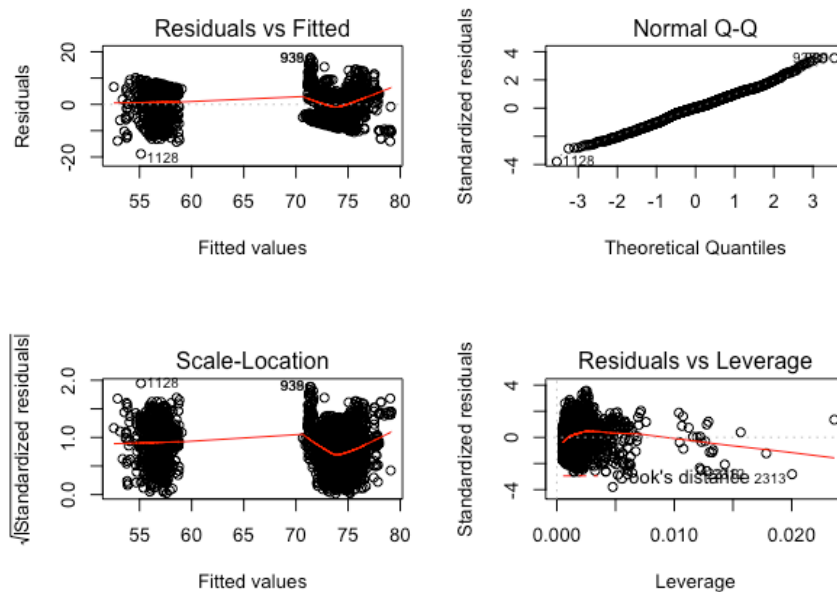 Residuals vs Fitted
Residuals
20
0
-20
939
1128
55 60 65 70 75 80
Fitted values
Normal Q-Q
Standardized residuals
4
2
0
-4
1128
-3 -2 -1 0 1 2 3
Theoretical Quantiles
Scale-Location
√|Standardized residuals|
2.0
1.0
0.0
1128
939
55 60 65 70 75 80
Fitted values
Residuals vs Leverage
Standardized residuals
4
0
-4
Cook's distance
2313
0.000 0.010 0.020
Leverage